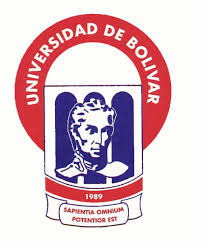 UNIVERSIDAD DE BOLIVAR
1989
SAPIENTIA OMNIUM
POTENTIOR EST